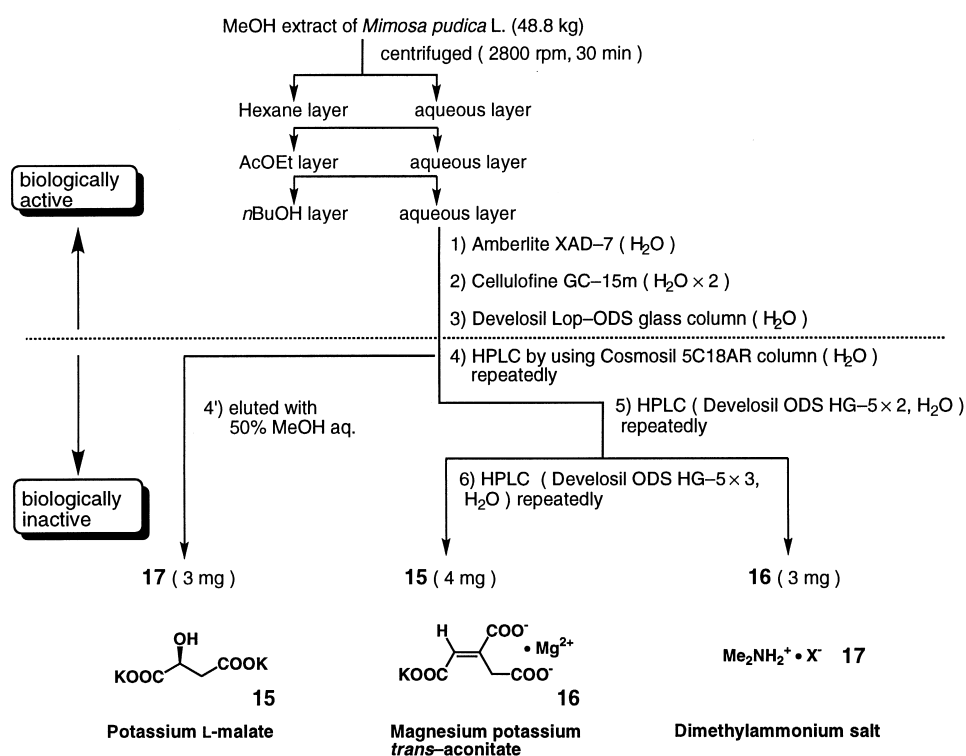 MeOH extract of Mimosa pudica L. (48.8 kg)
centrifuged ( 2800 rpm, 30 min )
Hexane layer aqueous layer
AcOEt layer aqueous layer
biologically
active
nBuOH layer aqueous layer
1) Amberlite XAD–7 ( H₂O )
2) Cellulofine GC–15m ( H₂O × 2 )
3) Develosil Lop–ODS glass column ( H₂O )
4) HPLC by using Cosmosil 5C18AR column ( H₂O )
repeatedly
4') eluted with
50% MeOH aq.
5) HPLC ( Develosil ODS HG–5 × 2, H₂O )
repeatedly
6) HPLC ( Develosil ODS HG–5 × 3,
H₂O ) repeatedly
biologically
inactive
17 ( 3 mg ) 15 ( 4 mg ) 16 ( 3 mg )
OH
KOOC COOK
15
H COO⁻
• Mg²⁺
KOOC COO⁻
16
Me₂NH₂⁺ • X⁻ 17
Potassium L-malate
Magnesium potassium
trans–aconitate
Dimethylammonium salt